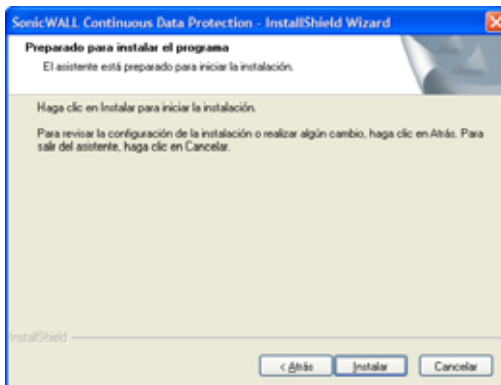 SonicWALL Continuous Data Protection - InstallShield Wizard
Preparado para instalar el programa
El asistente está preparado para iniciar la instalación.
Haga clic en Instalar para iniciar la instalación.
Para revisar la configuración de la instalación o realizar algún cambio, haga clic en Atrás. Para
salir del asistente, haga clic en Cancelar.
InstallShield
< Atrás Instalar Cancelar